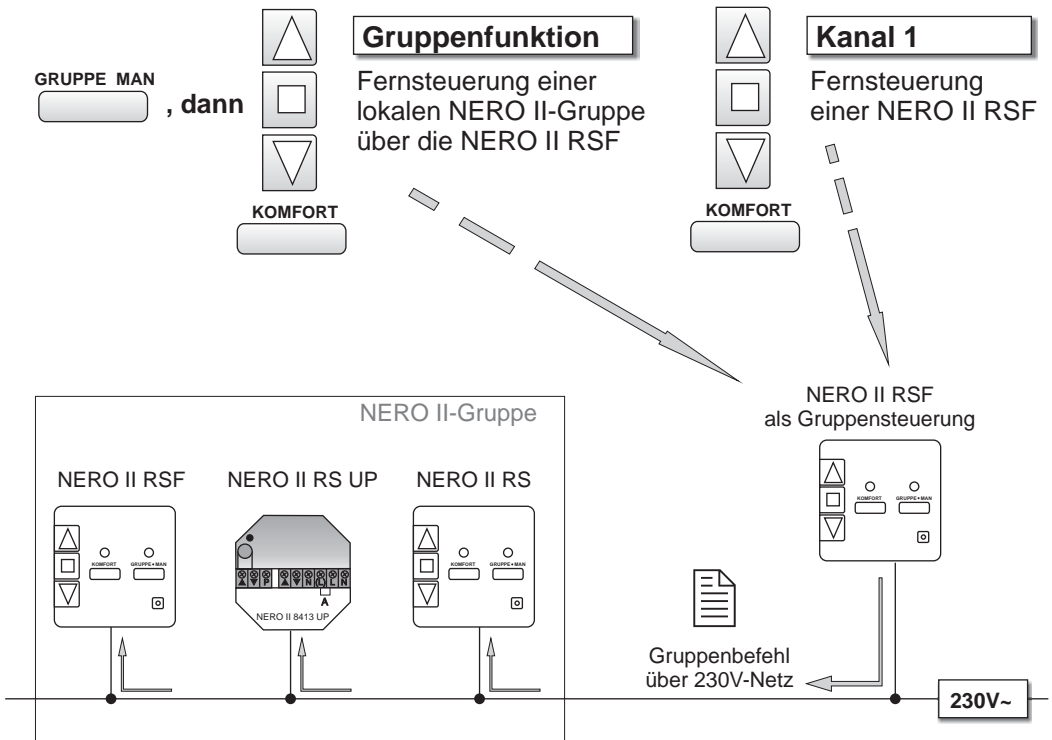 GRUPPE MAN
, dann
KOMFORT
Gruppenfunktion
Fernsteuerung einer
lokalen NERO II-Gruppe
über die NERO II RSF
Kanal 1
Fernsteuerung
einer NERO II RSF
KOMFORT
NERO II RSF
als Gruppensteuerung
KOMFORT
GRUPPE•MAN
NERO II-Gruppe
NERO II RSF
KOMFORT
GRUPPE•MAN
NERO II RS UP
P
N
(L)
L
N
A
NERO II 8413 UP
NERO II RS
KOMFORT
GRUPPE•MAN
Gruppenbefehl
über 230V-Netz
230V~